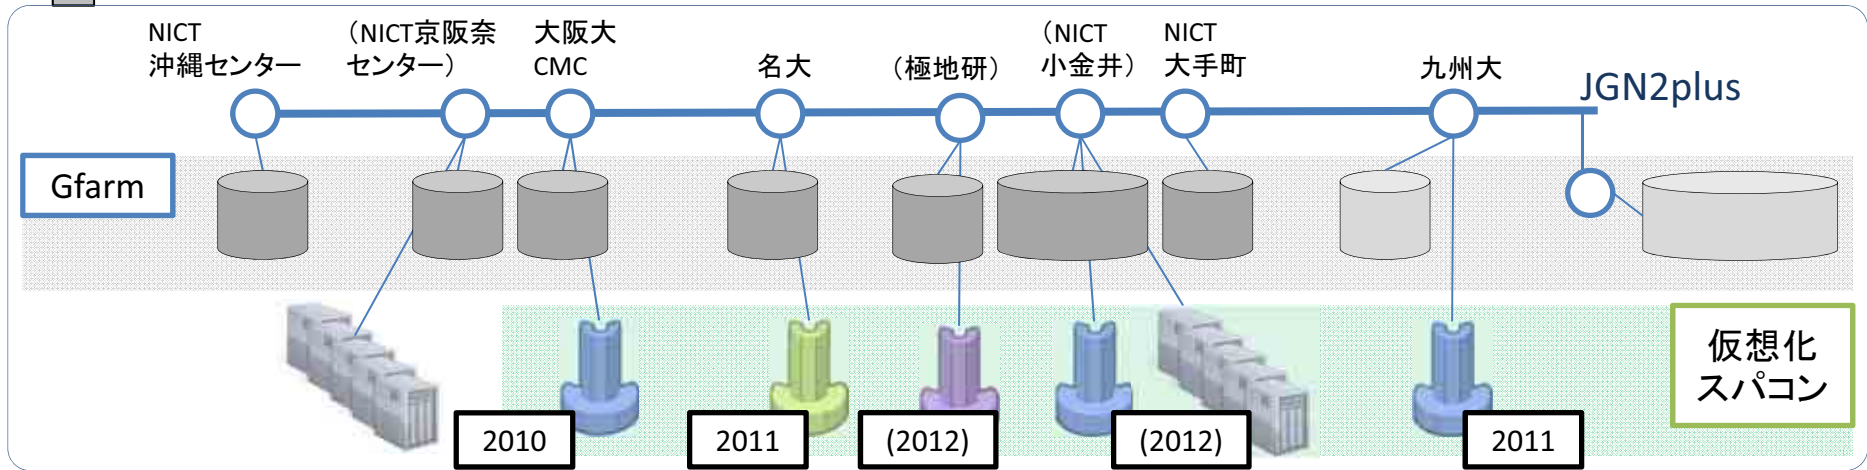 NICT
沖縄センター
（NICT京阪奈
センター）
大阪大
CMC
名大
（極地研）
（NICT
小金井）
NICT
大手町
九州大
JGN2plus
Gfarm
仮想化
スパコン
2010
2011
(2012)
(2012)
2011